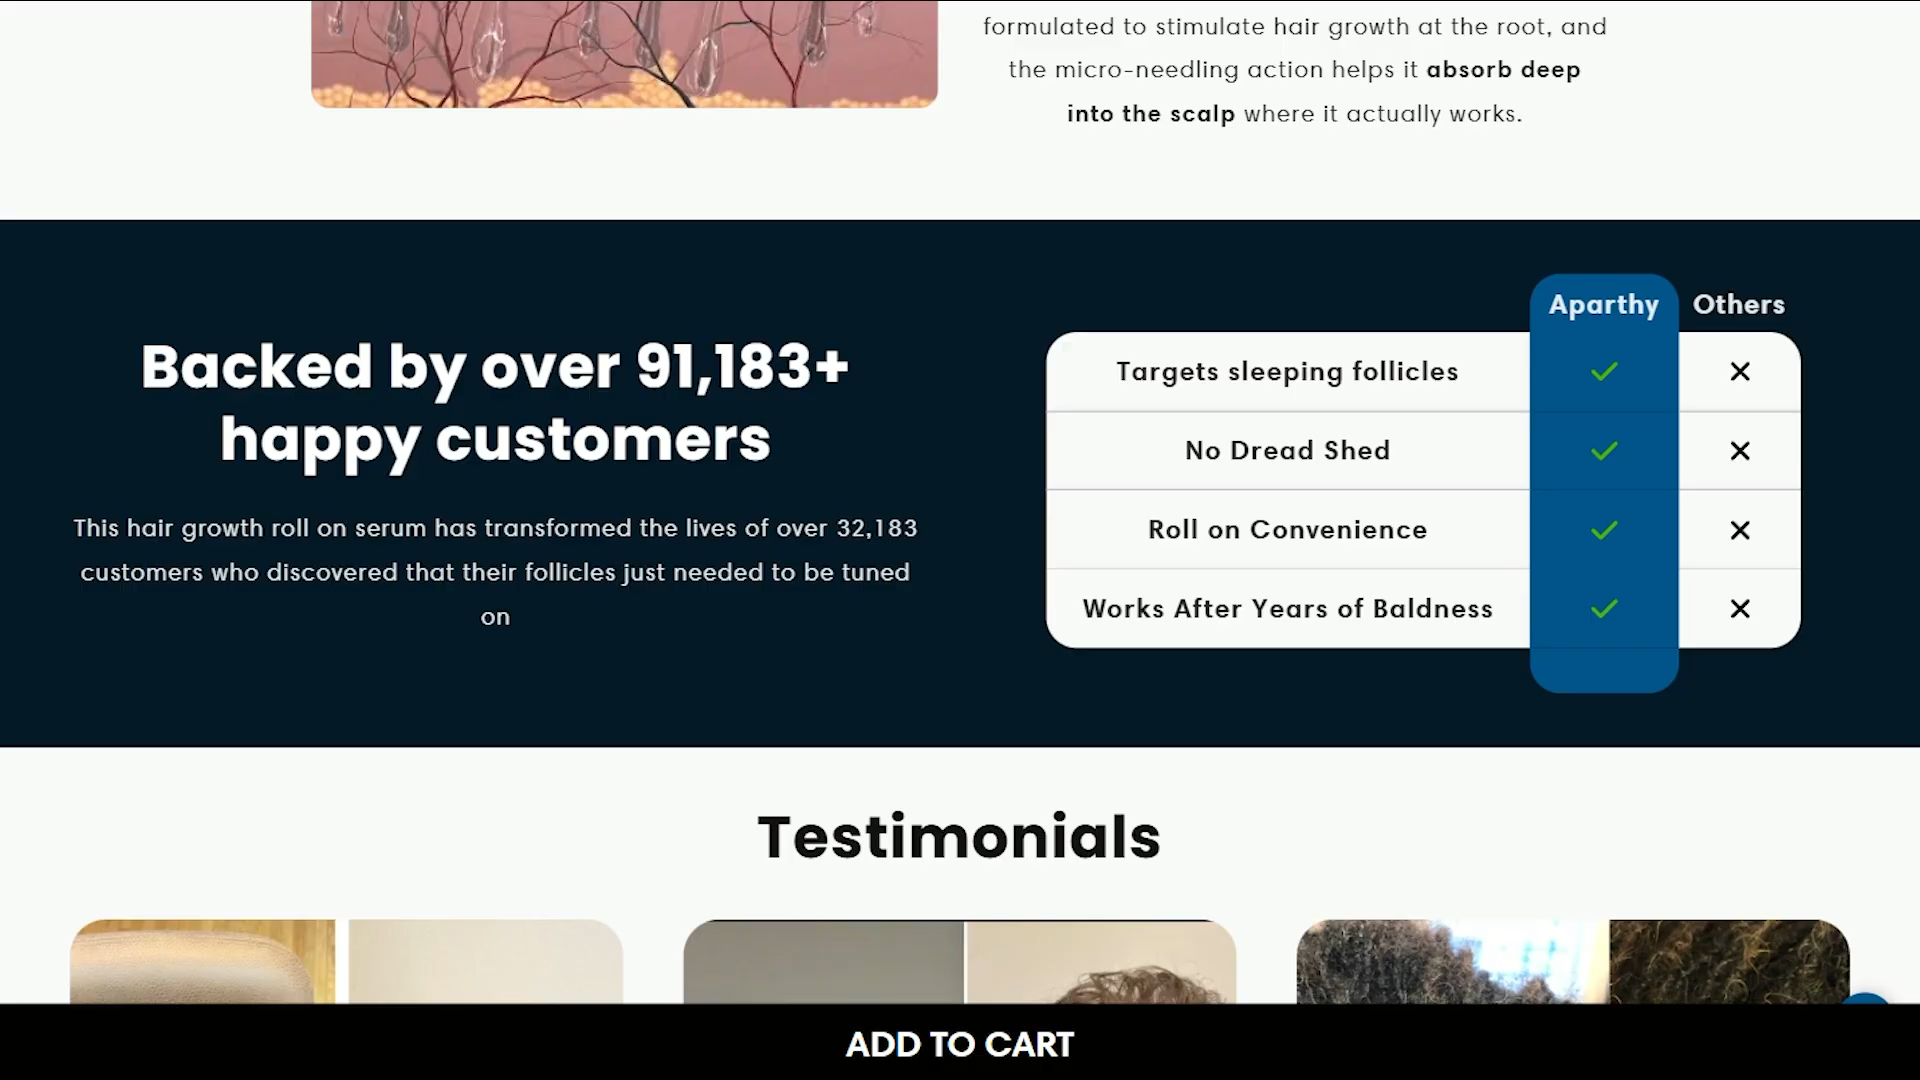 formulated to stimulate hair growth at the root, and
the micro-needling action helps it absorb deep
into the scalp where it actually works.
Backed by over 91,183+
happy customers
This hair growth roll on serum has transformed the lives of over 32,183
customers who discovered that their follicles just needed to be tuned
on
Aparthy Others
Targets sleeping follicles
No Dread Shed
Roll on Convenience
Works After Years of Baldness
Testimonials
ADD TO CART